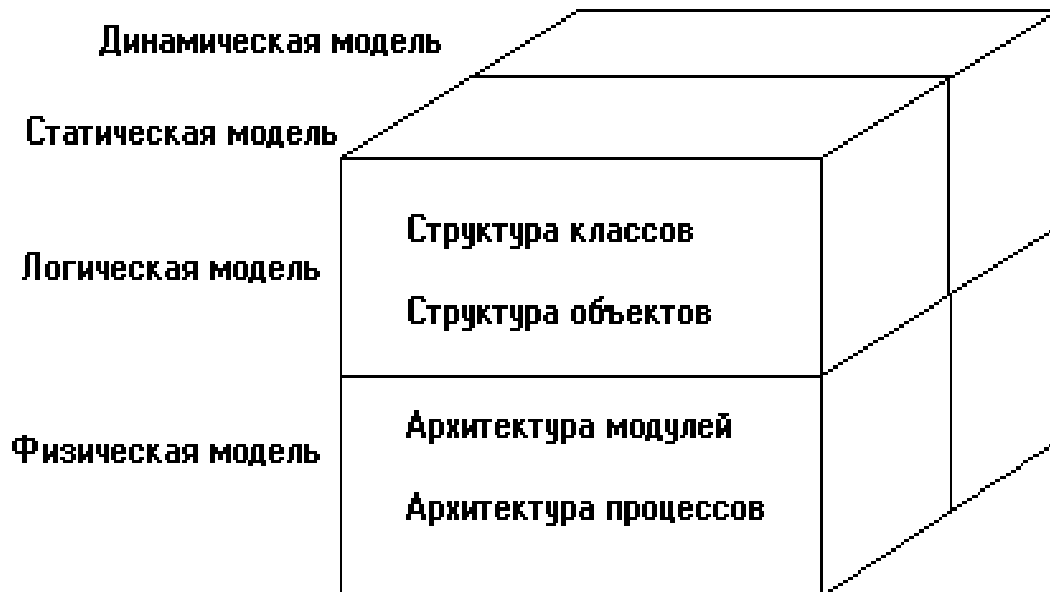 Динамическая модель
Статическая модель
Структура классов
Логическая модель
Структура объектов
Архитектура модулей
Физическая модель
Архитектура процессов